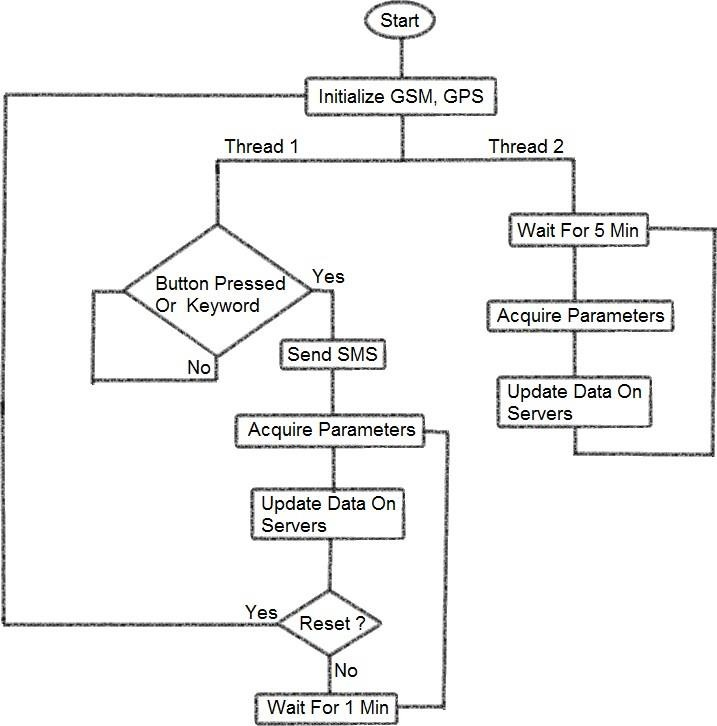 Start
Initialize GSM, GPS
Thread 1
Thread 2
Button Pressed
Or Keyword
Yes
No
Send SMS
Acquire Parameters
Update Data On
Servers
Reset ?
Yes
No
Wait For 1 Min
Wait For 5 Min
Acquire Parameters
Update Data On
Servers